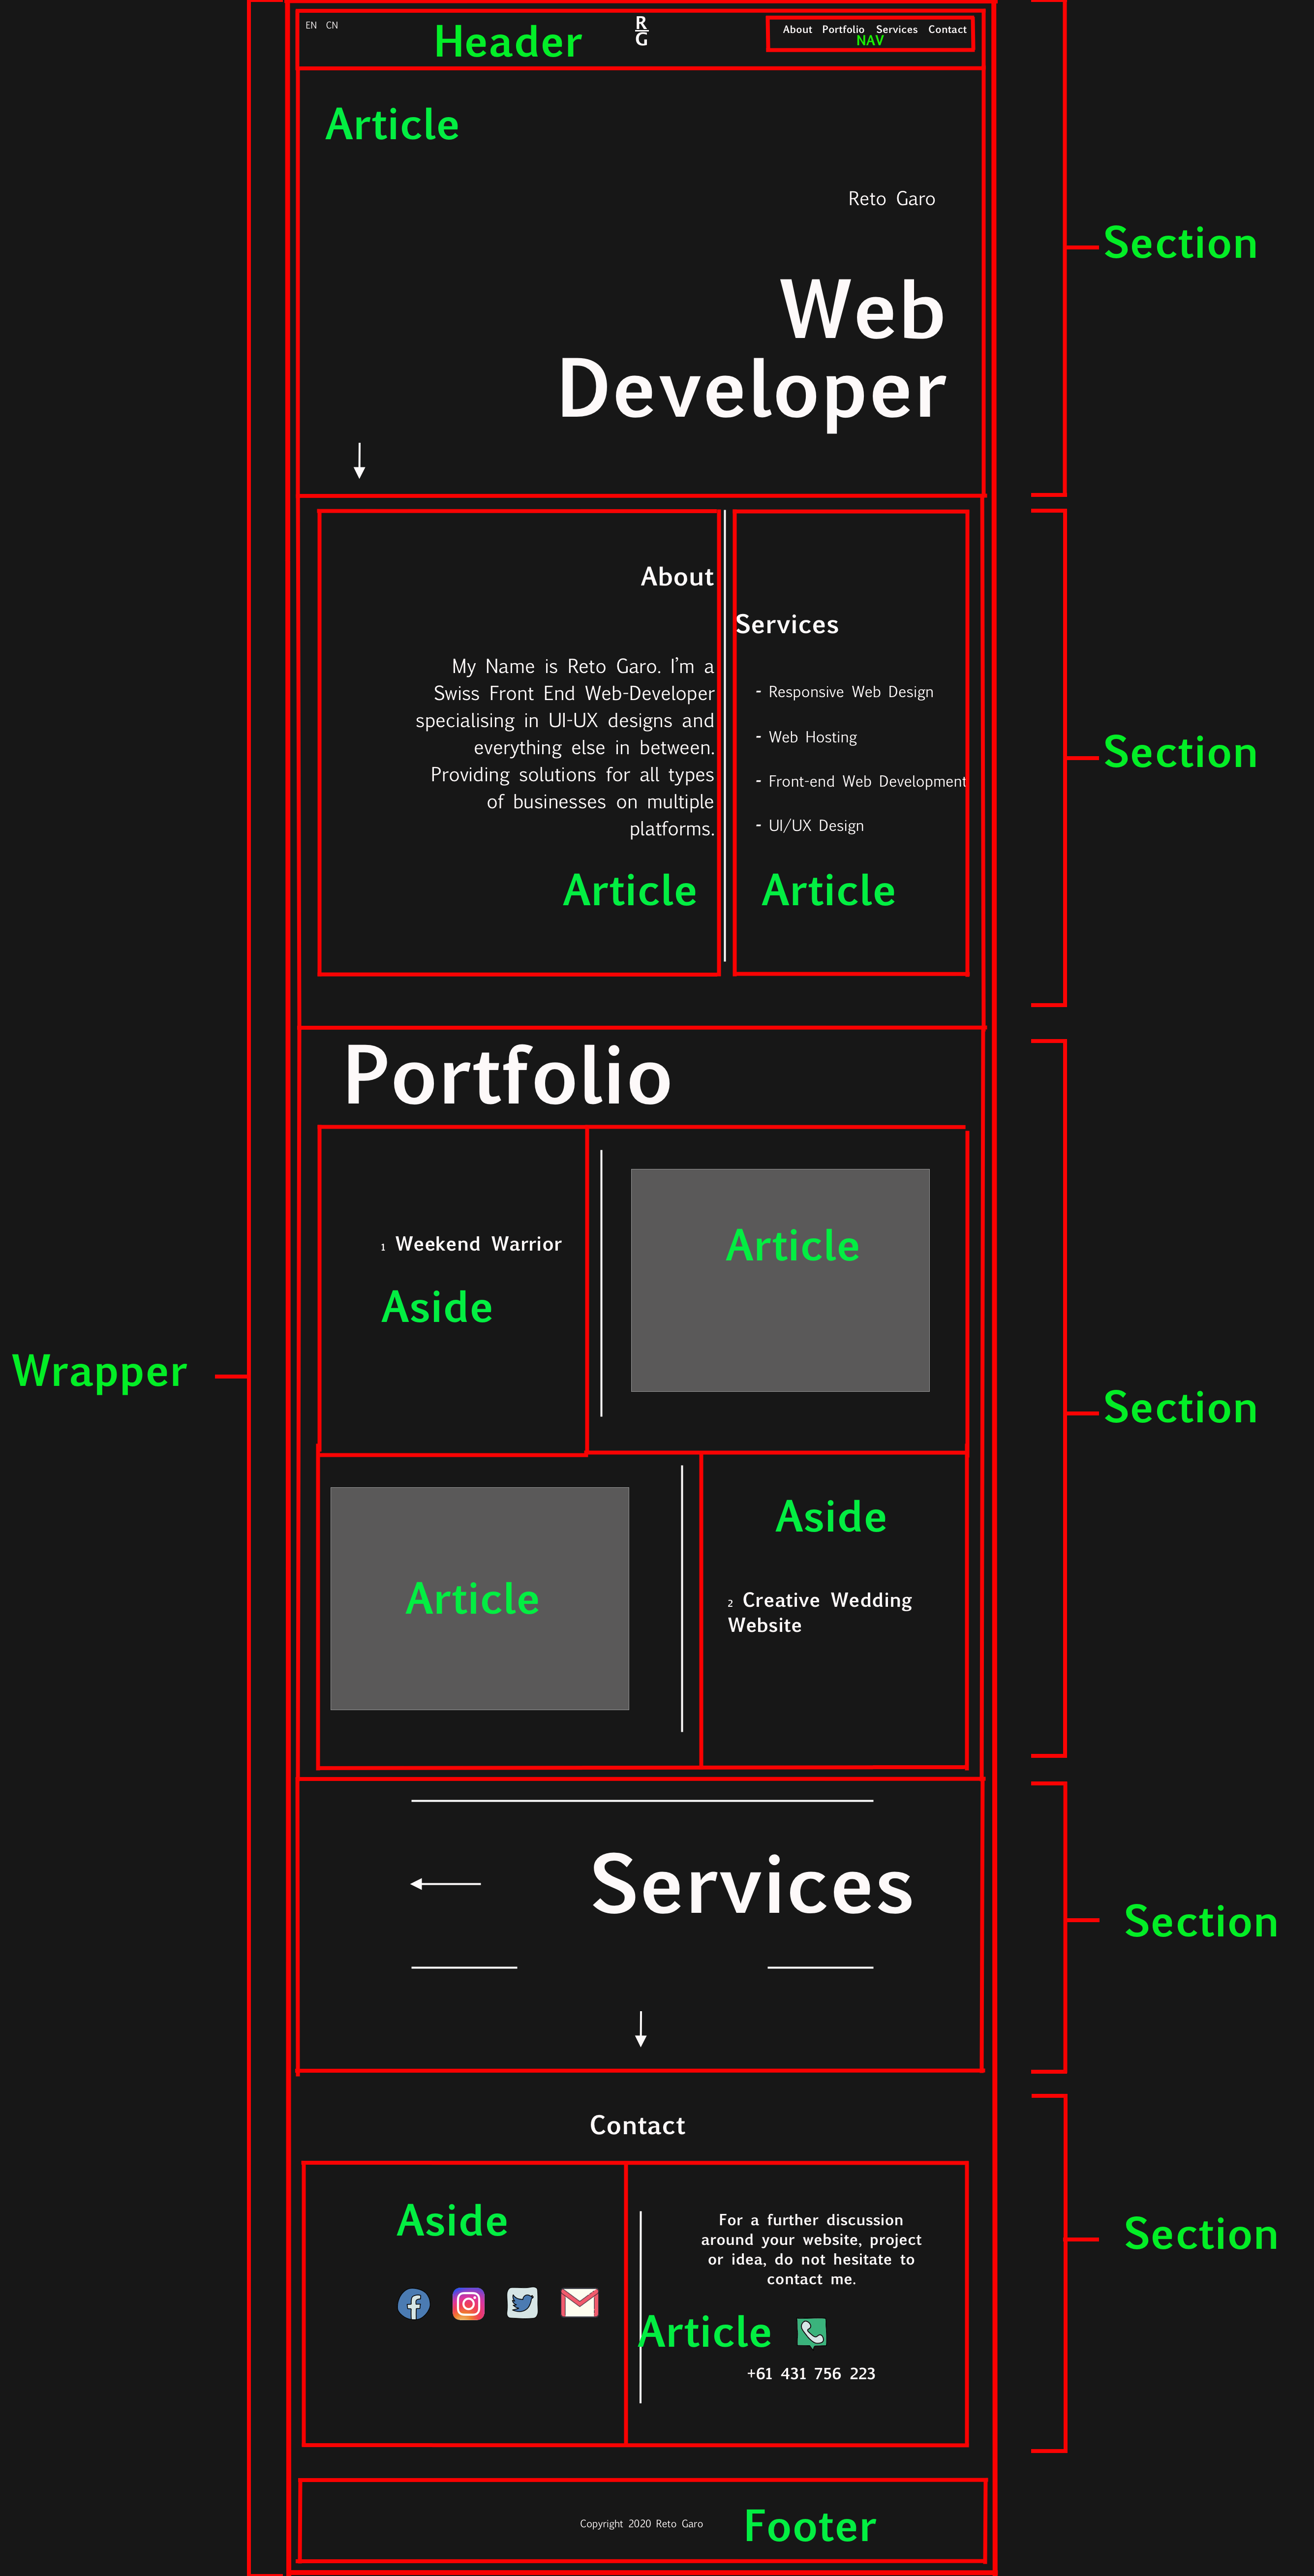 EN CN
Header
R
G
About Portfolio Services Contact
NAV
Article
Reto Garo
Section
Web
Developer
About
Services
My Name is Reto Garo. I'm a
Swiss Front End Web-Developer
specialising in UI-UX designs and
everything else in between.
Providing solutions for all types
of businesses on multiple
platforms.
- Responsive Web Design
- Web Hosting
- Front-end Web Development
- UI/UX Design
Section
Article
Article
Portfolio
1 Weekend Warrior
Aside
Article
Wrapper
Section
Article
Aside
2 Creative Wedding
Website
Services
Section
Contact
Aside
For a further discussion
around your website, project
or idea, do not hesitate to
contact me.
Section
Article
+61 431 756 223
Copyright 2020 Reto Garo
Footer